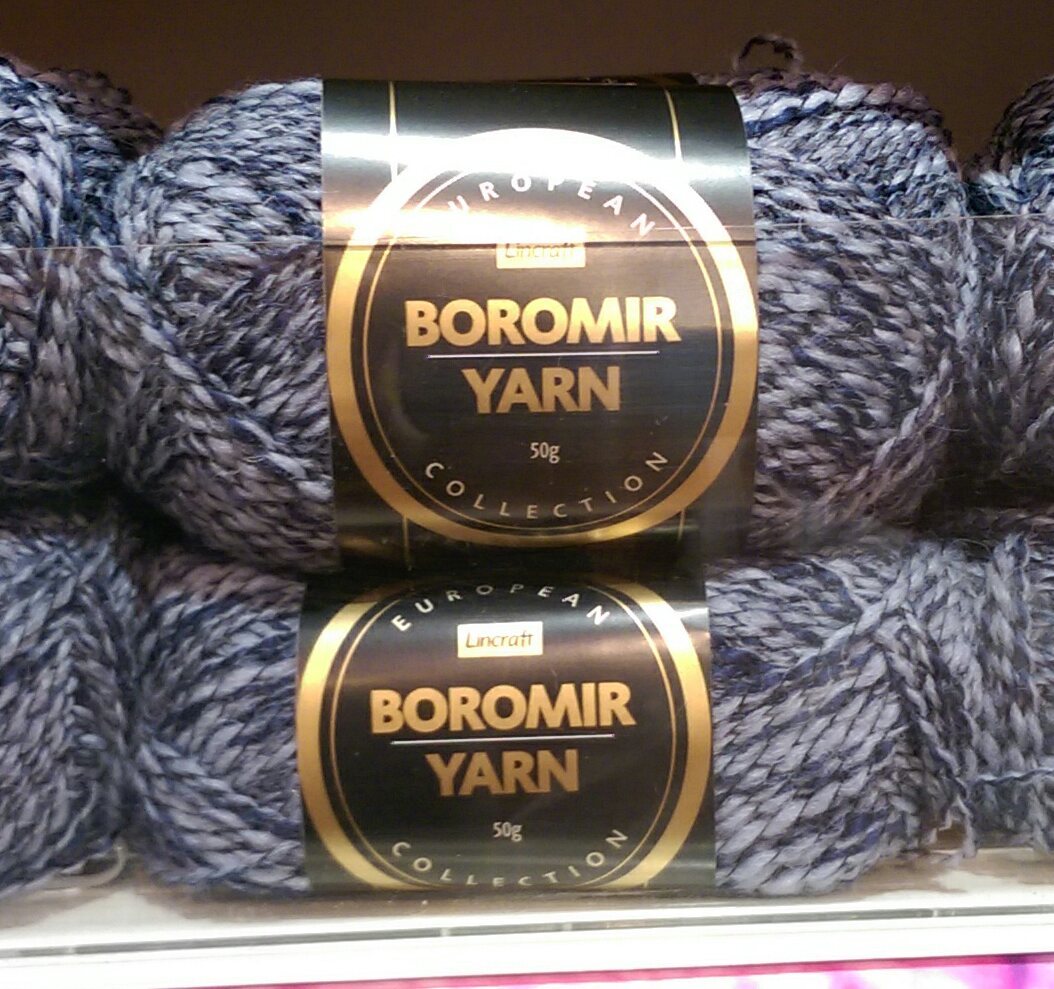 EUROPEAN
Lincraft
BOROMIR
YARN
50g
COLLECTION
EUROPEAN
Lincraft
BOROMIR
YARN
50g
COLLECTION